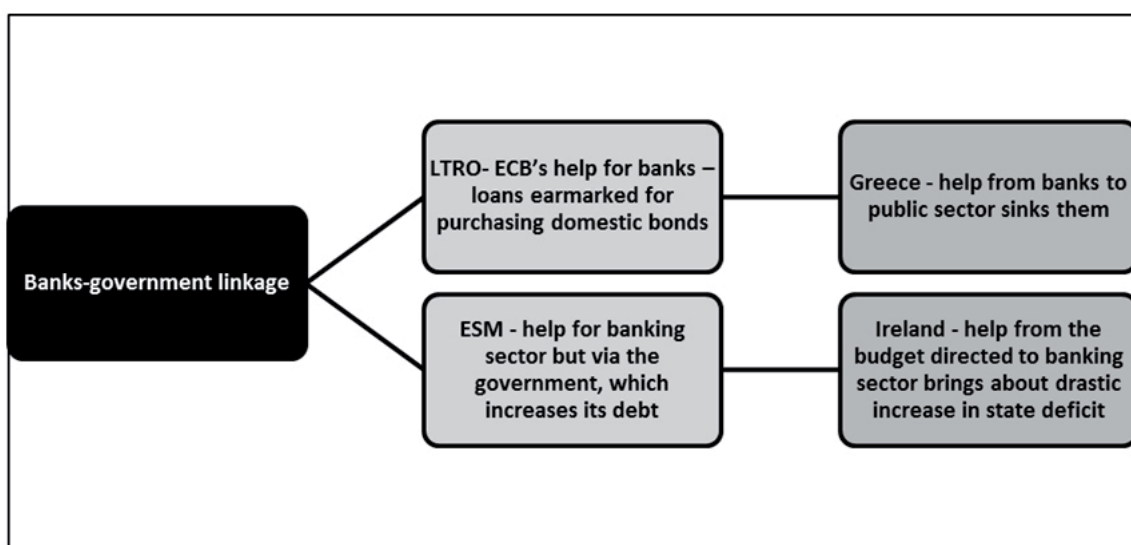 Banks-government linkage
LTRO- ECB’s help for banks –
loans earmarked for
purchasing domestic bonds
Greece - help from banks to
public sector sinks them
ESM - help for banking
sector but via the
government, which
increases its debt
Ireland - help from the
budget directed to banking
sector brings about drastic
increase in state deficit